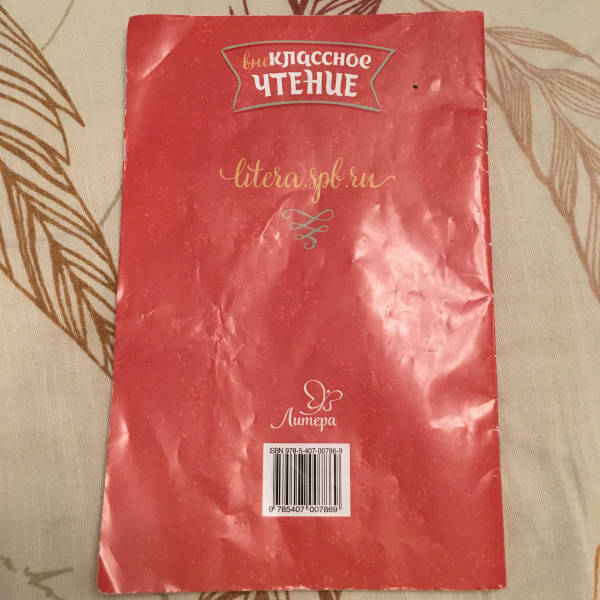 внеКЛАССНОЕ
ЧТЕНИЕ
litera.spb.ru
Литера
ISBN 978-5-407-00786-9
9 785407 007869